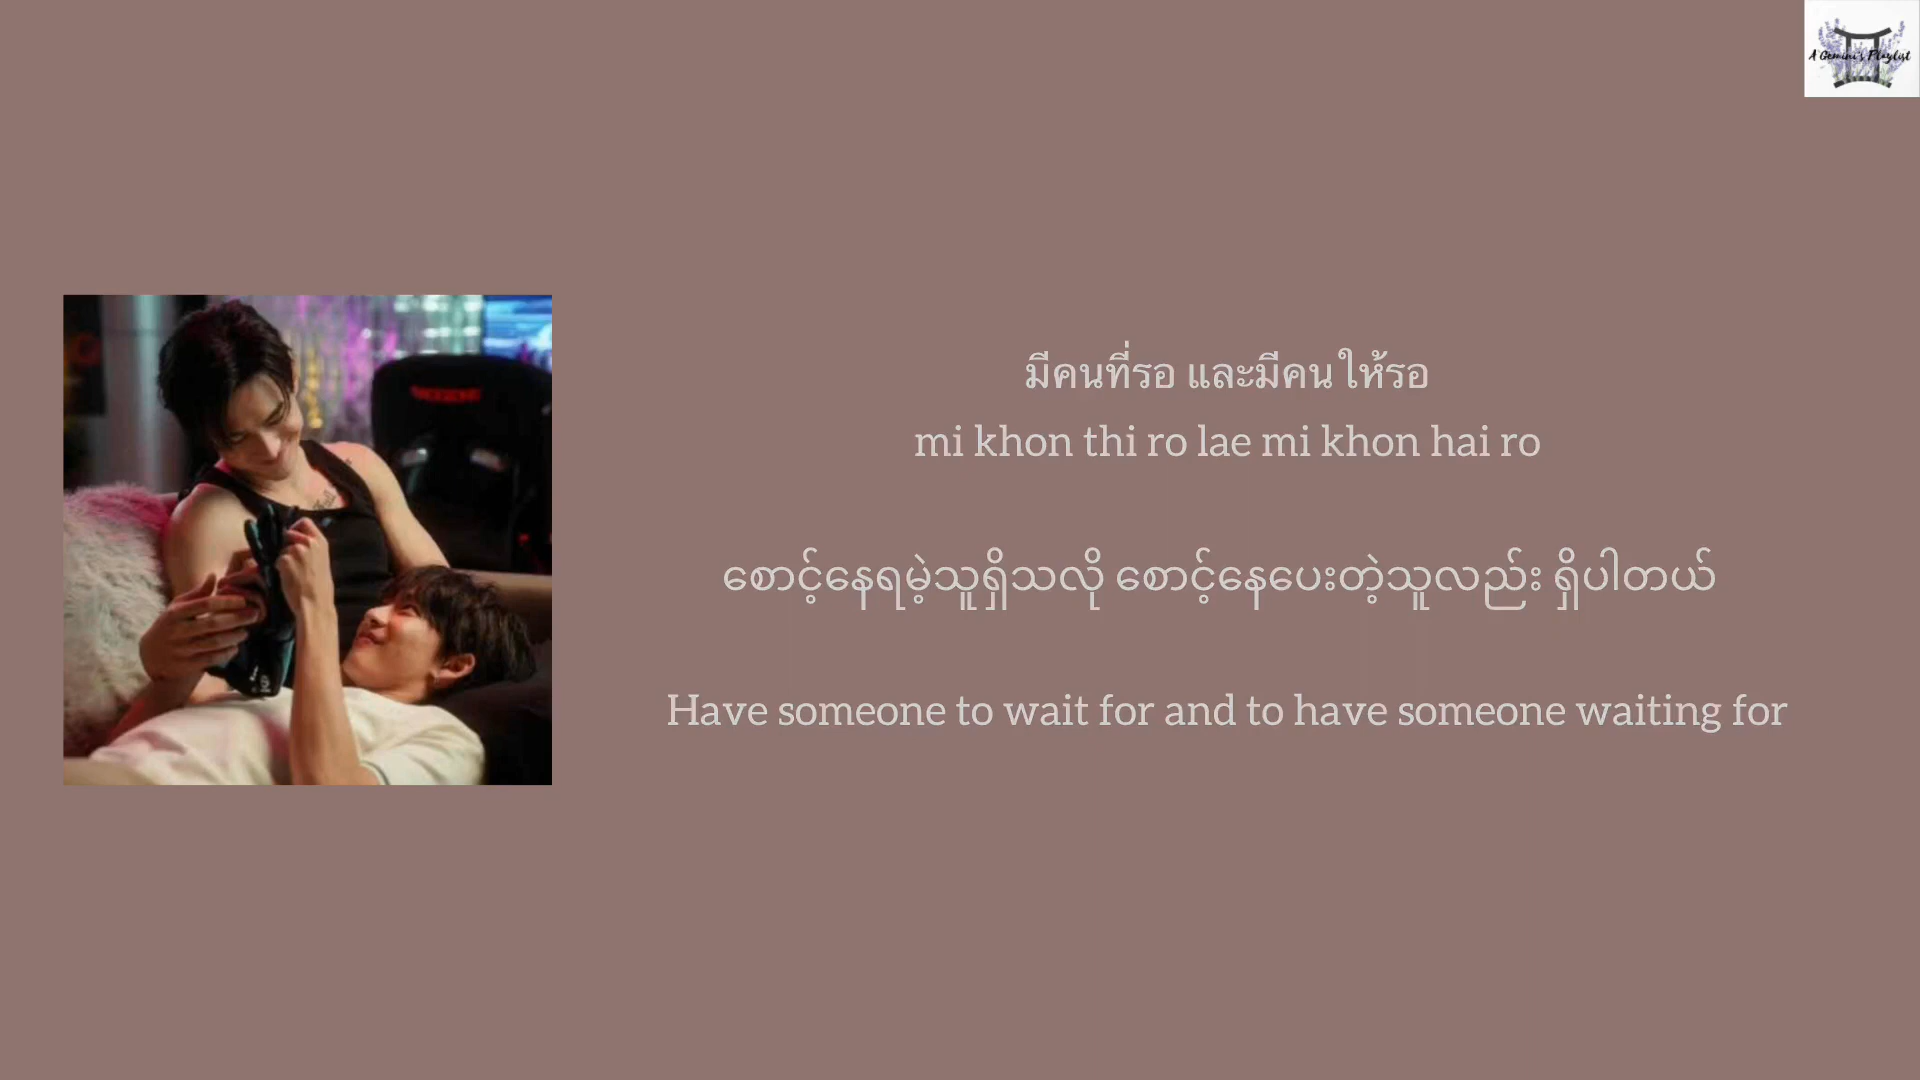 A Gemini's Playlist
มีคนที่รอ และมีคนให้รอ
mi khon thi ro lae mi khon hai ro
စောင့်နေရမဲ့သူရှိသလို စောင့်နေပေးတဲ့သူလည်း ရှိပါတယ်
Have someone to wait for and to have someone waiting for